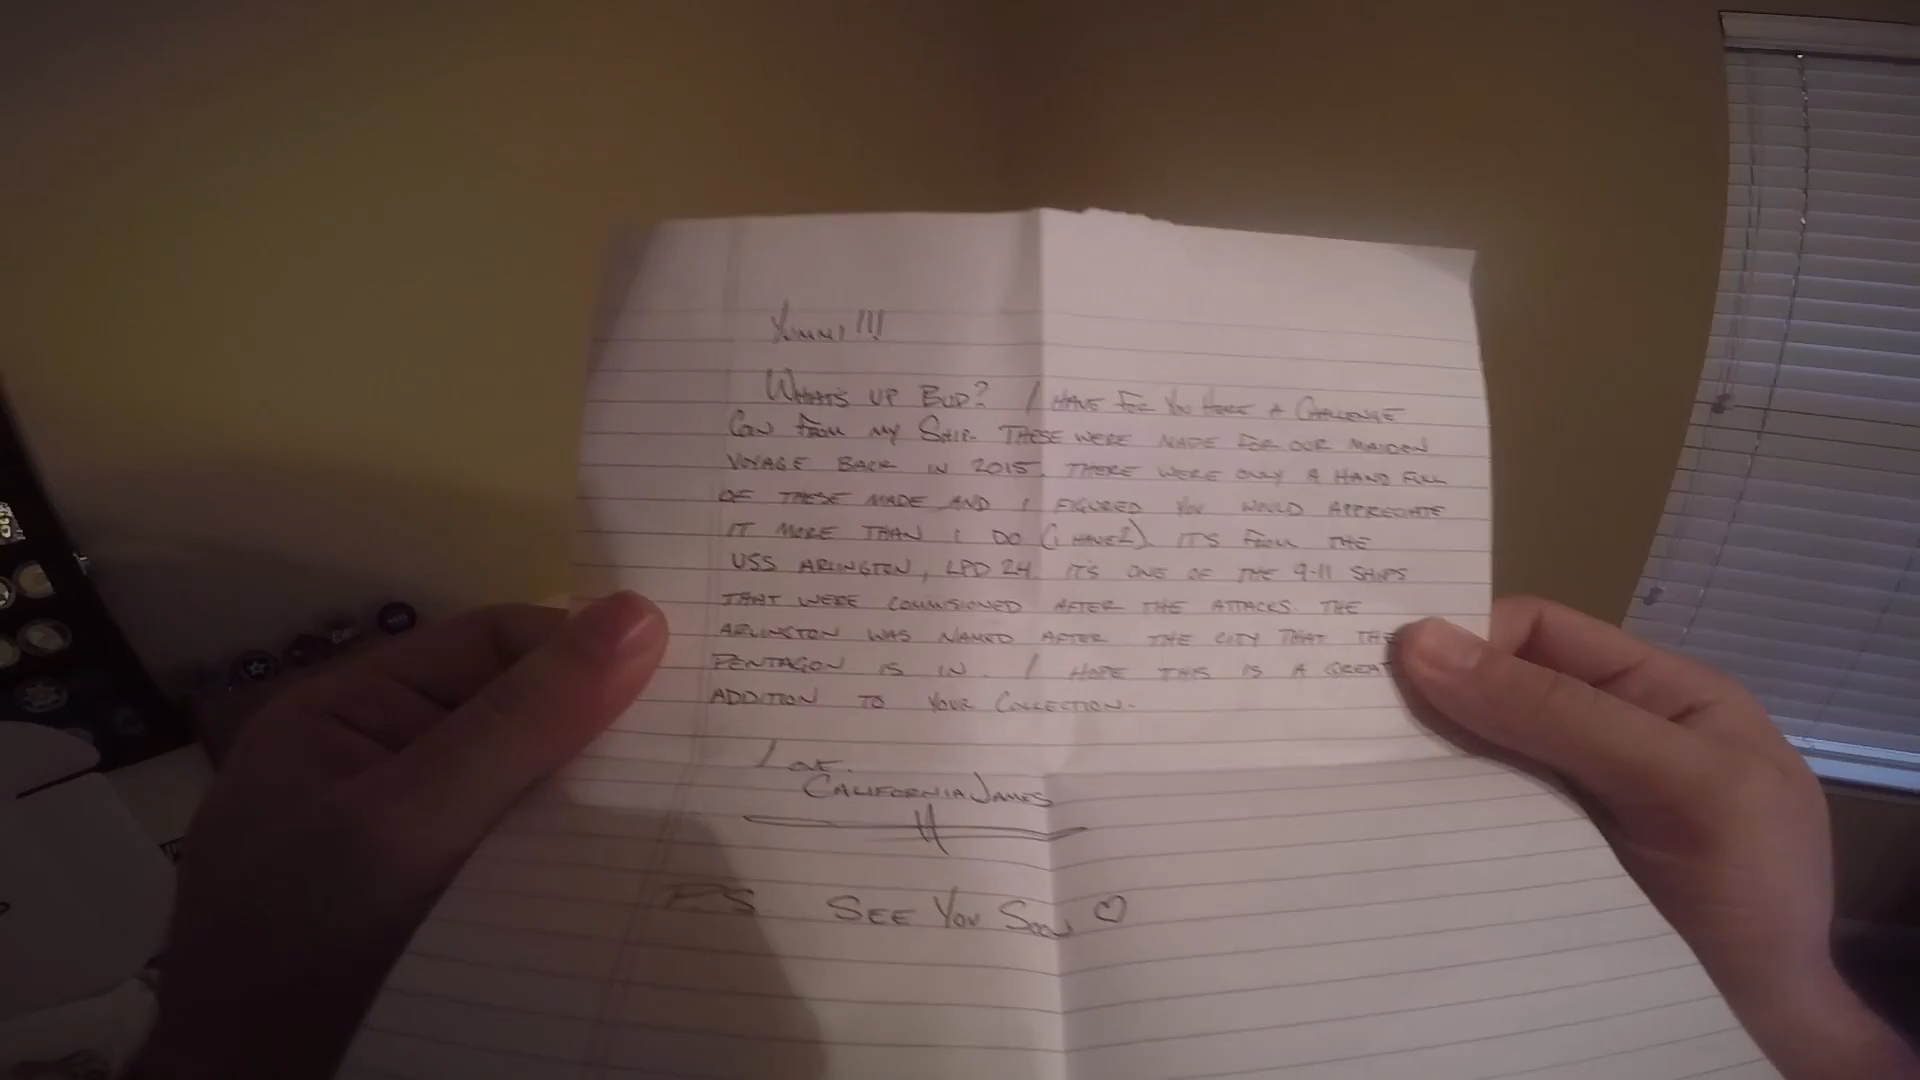 Yummi!!!
WHAT'S UP BUD? I HAVE FOR YOU HERE A CHALLENGE
COIN FROM MY SHIP. THESE WERE MADE FOR OUR MAIDEN
VOYAGE BACK IN 2015. THERE WERE ONLY A HAND FULL
OF THESE MADE AND I FIGURED YOU WOULD APPRECIATE
IT MORE THAN I DO (I HAVE 2). IT'S FROM THE
USS ARLINGTON, LPD 24. IT'S ONE OF THE 9-11 SHIPS
THAT WERE COMMISIONED AFTER THE ATTACKS. THE
ARLINGTON WAS NAMED AFTER THE CITY THAT THE
PENTAGON IS IN. I HOPE THIS IS A GREAT
ADDITION TO YOUR COLLECTION.
LOVE,
CALIFORNIA JAMES
P.S. SEE YOU SOON ♡